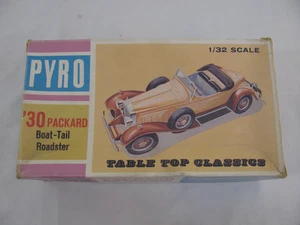 PYRO
1/32 SCALE
'30 PACKARD
Boat-Tail
Roadster
TABLE TOP CLASSICS